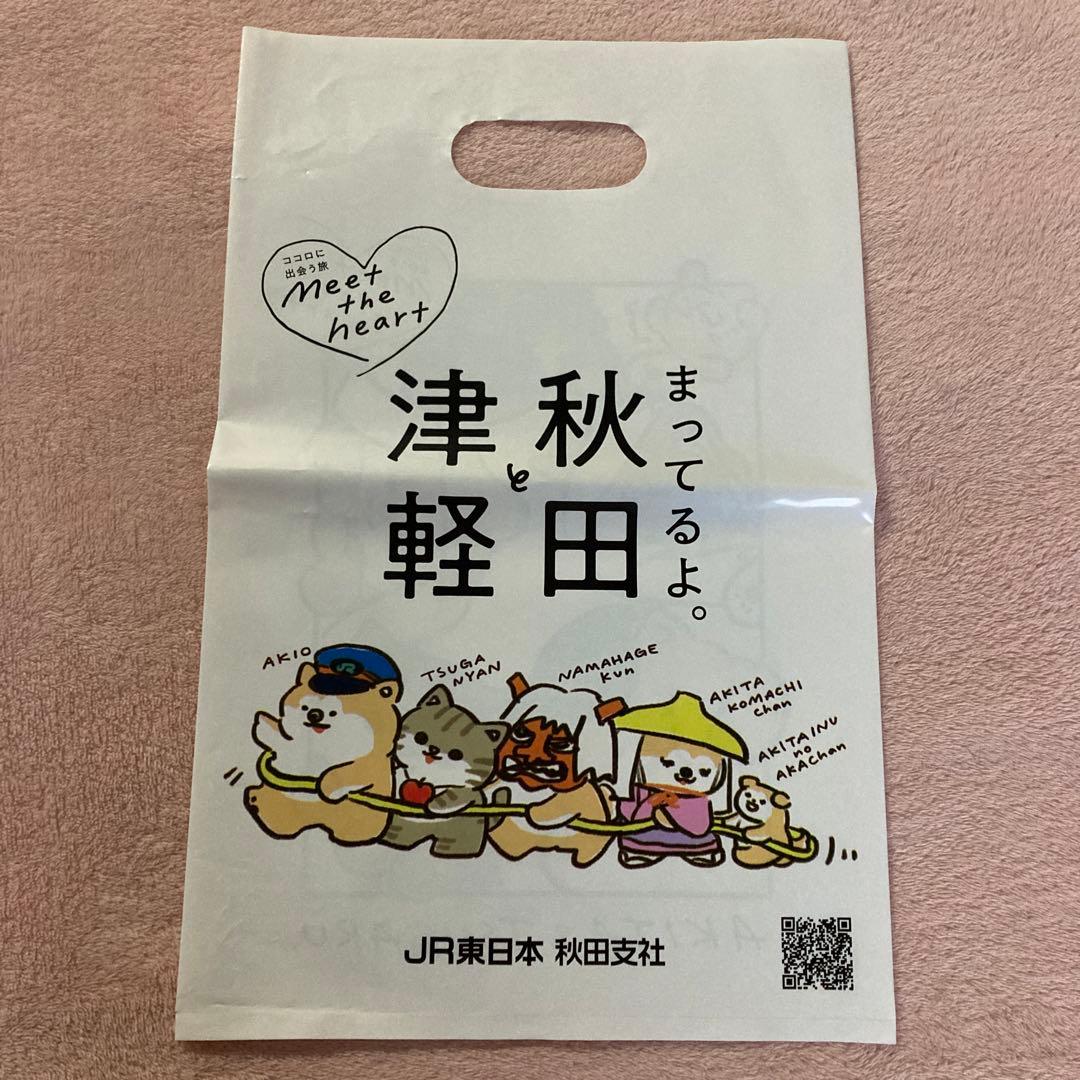 ココロに
出会う旅
Meet
the
heart
まってるよ。
秋田
と
津軽
AKIO
TSUGA
NYAN
NAMAHAGE
Kun
AKITA
KOMACHI
chan
AKITAINU
no
AKAChan
JR
JR東日本 秋田支社